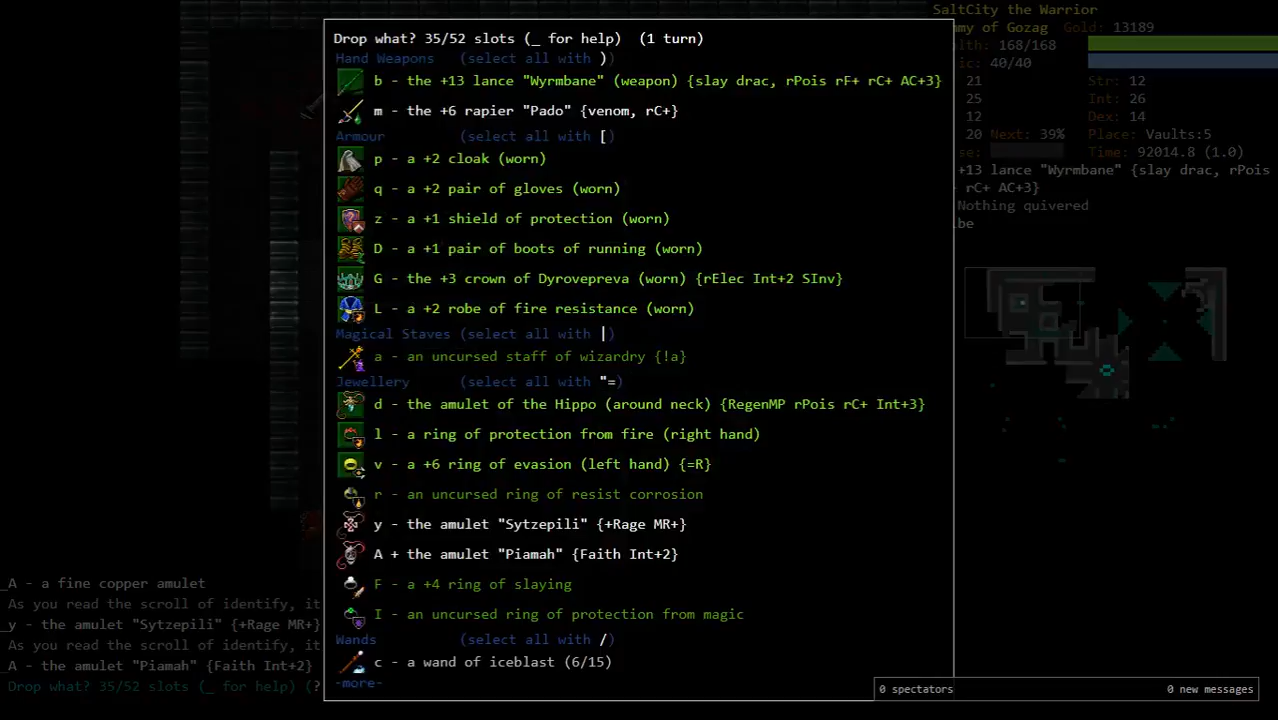 SaltCity the Warrior
Drop what? 35/52 slots (_ for help) (1 turn)
my of Gozag Gold: 13189
Hand Weapons (select all with ))
lth: 168/168
b - the +13 lance "Wyrmbane" (weapon) {slay drac, rPois rF+ rC+ AC+3}
ic: 40/40
21 Str: 12
m - the +6 rapier "Pado" {venom, rC+}
25 Int: 26
12 Dex: 14
Armour (select all with [)
20 Next: 39% Place: Vaults:5
se: Time: 92014.8 (1.0)
p - a +2 cloak (worn)
+13 lance "Wyrmbane" {slay drac, rPois
rC+ AC+3}
q - a +2 pair of gloves (worn)
Nothing quivered
z - a +1 shield of protection (worn)
be
D - a +1 pair of boots of running (worn)
G - the +3 crown of Dyrovepreva (worn) {rElec Int+2 SInv}
L - a +2 robe of fire resistance (worn)
Magical Staves (select all with |)
a - an uncursed staff of wizardry {!a}
Jewellery (select all with "=)
d - the amulet of the Hippo (around neck) {RegenMP rPois rC+ Int+3}
l - a ring of protection from fire (right hand)
v - a +6 ring of evasion (left hand) {=R}
r - an uncursed ring of resist corrosion
y - the amulet "Sytzepili" {+Rage MR+}
A + the amulet "Piamah" {Faith Int+2}
F - a +4 ring of slaying
I - an uncursed ring of protection from magic
Wands (select all with /)
c - a wand of iceblast (6/15)
-more-
_A - a fine copper amulet
As you read the scroll of identify, it
_y - the amulet "Sytzepili" {+Rage MR+}
As you read the scroll of identify, it
_A - the amulet "Piamah" {Faith Int+2}
Drop what? 35/52 slots (_ for help) (?
0 spectators 0 new messages